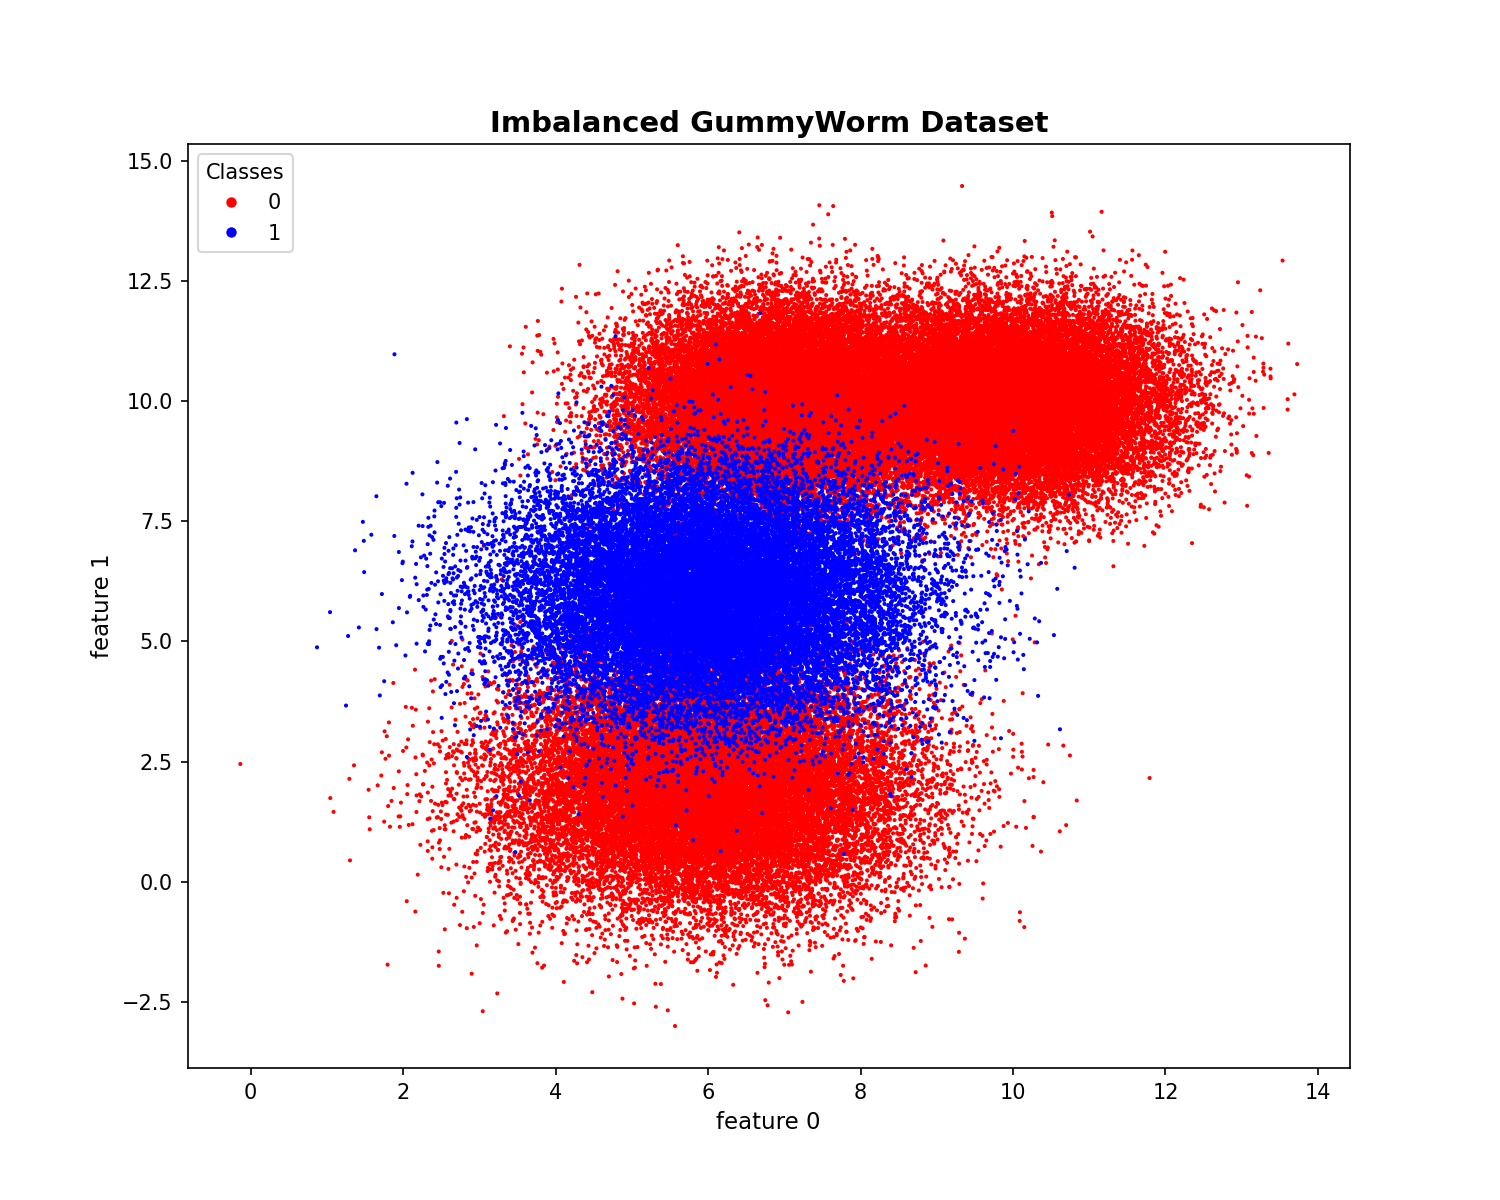 Imbalanced GummyWorm Dataset
Classes
0
1
15.0
12.5
10.0
7.5
5.0
2.5
0.0
−2.5
feature 1
0 2 4 6 8 10 12 14
feature 0